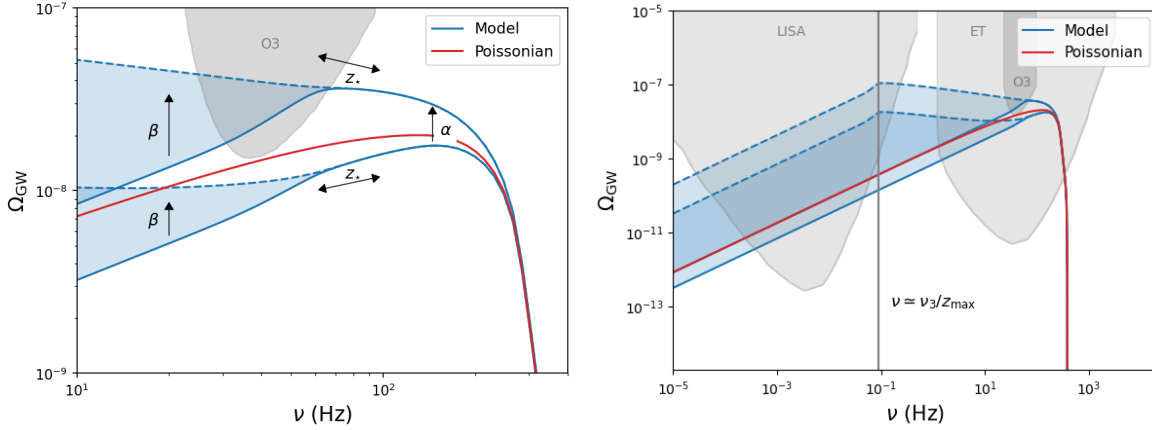 10⁻⁷
10⁻⁸
10⁻⁹
Ω_GW
O3
Model
Poissonian
z⋆
β
α
z⋆
β
10¹
10²
ν (Hz)
10⁻⁵
10⁻⁷
10⁻⁹
10⁻¹¹
10⁻¹³
Ω_GW
LISA
ET
O3
Model
Poissonian
ν ≃ ν₃/z_max
10⁻⁵
10⁻³
10⁻¹
10¹
10³
ν (Hz)